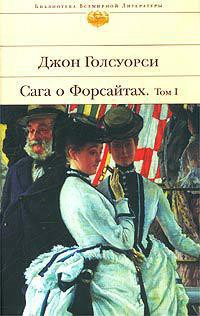 БИБЛИОТЕКА ВСЕМИРНОЙ ЛИТЕРАТУРЫ
Джон Голсуорси
Сага о Форсайтах. Том I